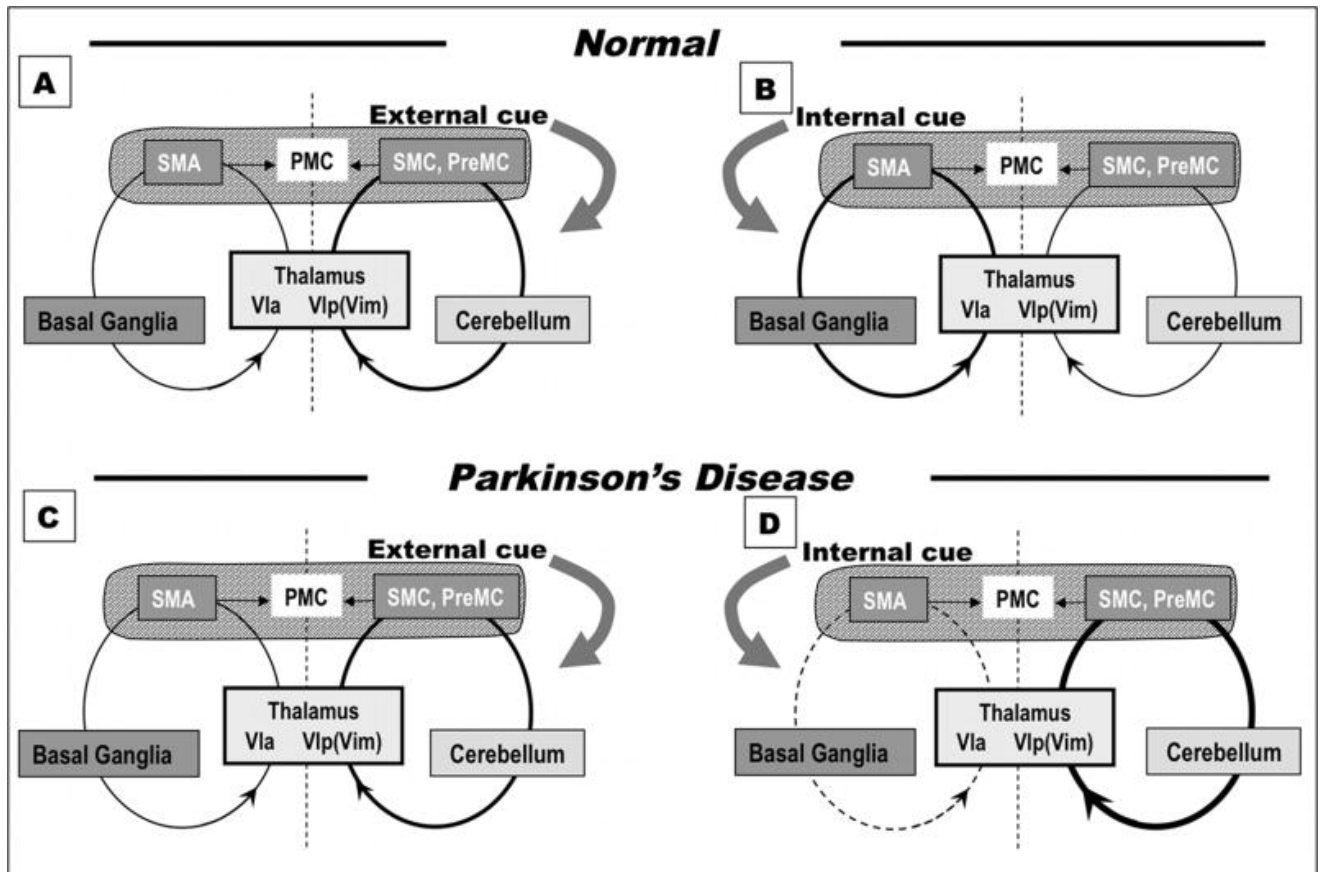 Normal
A
External cue
SMA
PMC
SMC, PreMC
Thalamus
Vla Vlp(Vim)
Basal Ganglia
Cerebellum
B
Internal cue
SMA
PMC
SMC, PreMC
Thalamus
Vla Vlp(Vim)
Basal Ganglia
Cerebellum
Parkinson's Disease
C
External cue
SMA
PMC
SMC, PreMC
Thalamus
Vla Vlp(Vim)
Basal Ganglia
Cerebellum
D
Internal cue
SMA
PMC
SMC, PreMC
Thalamus
Vla Vlp(Vim)
Basal Ganglia
Cerebellum